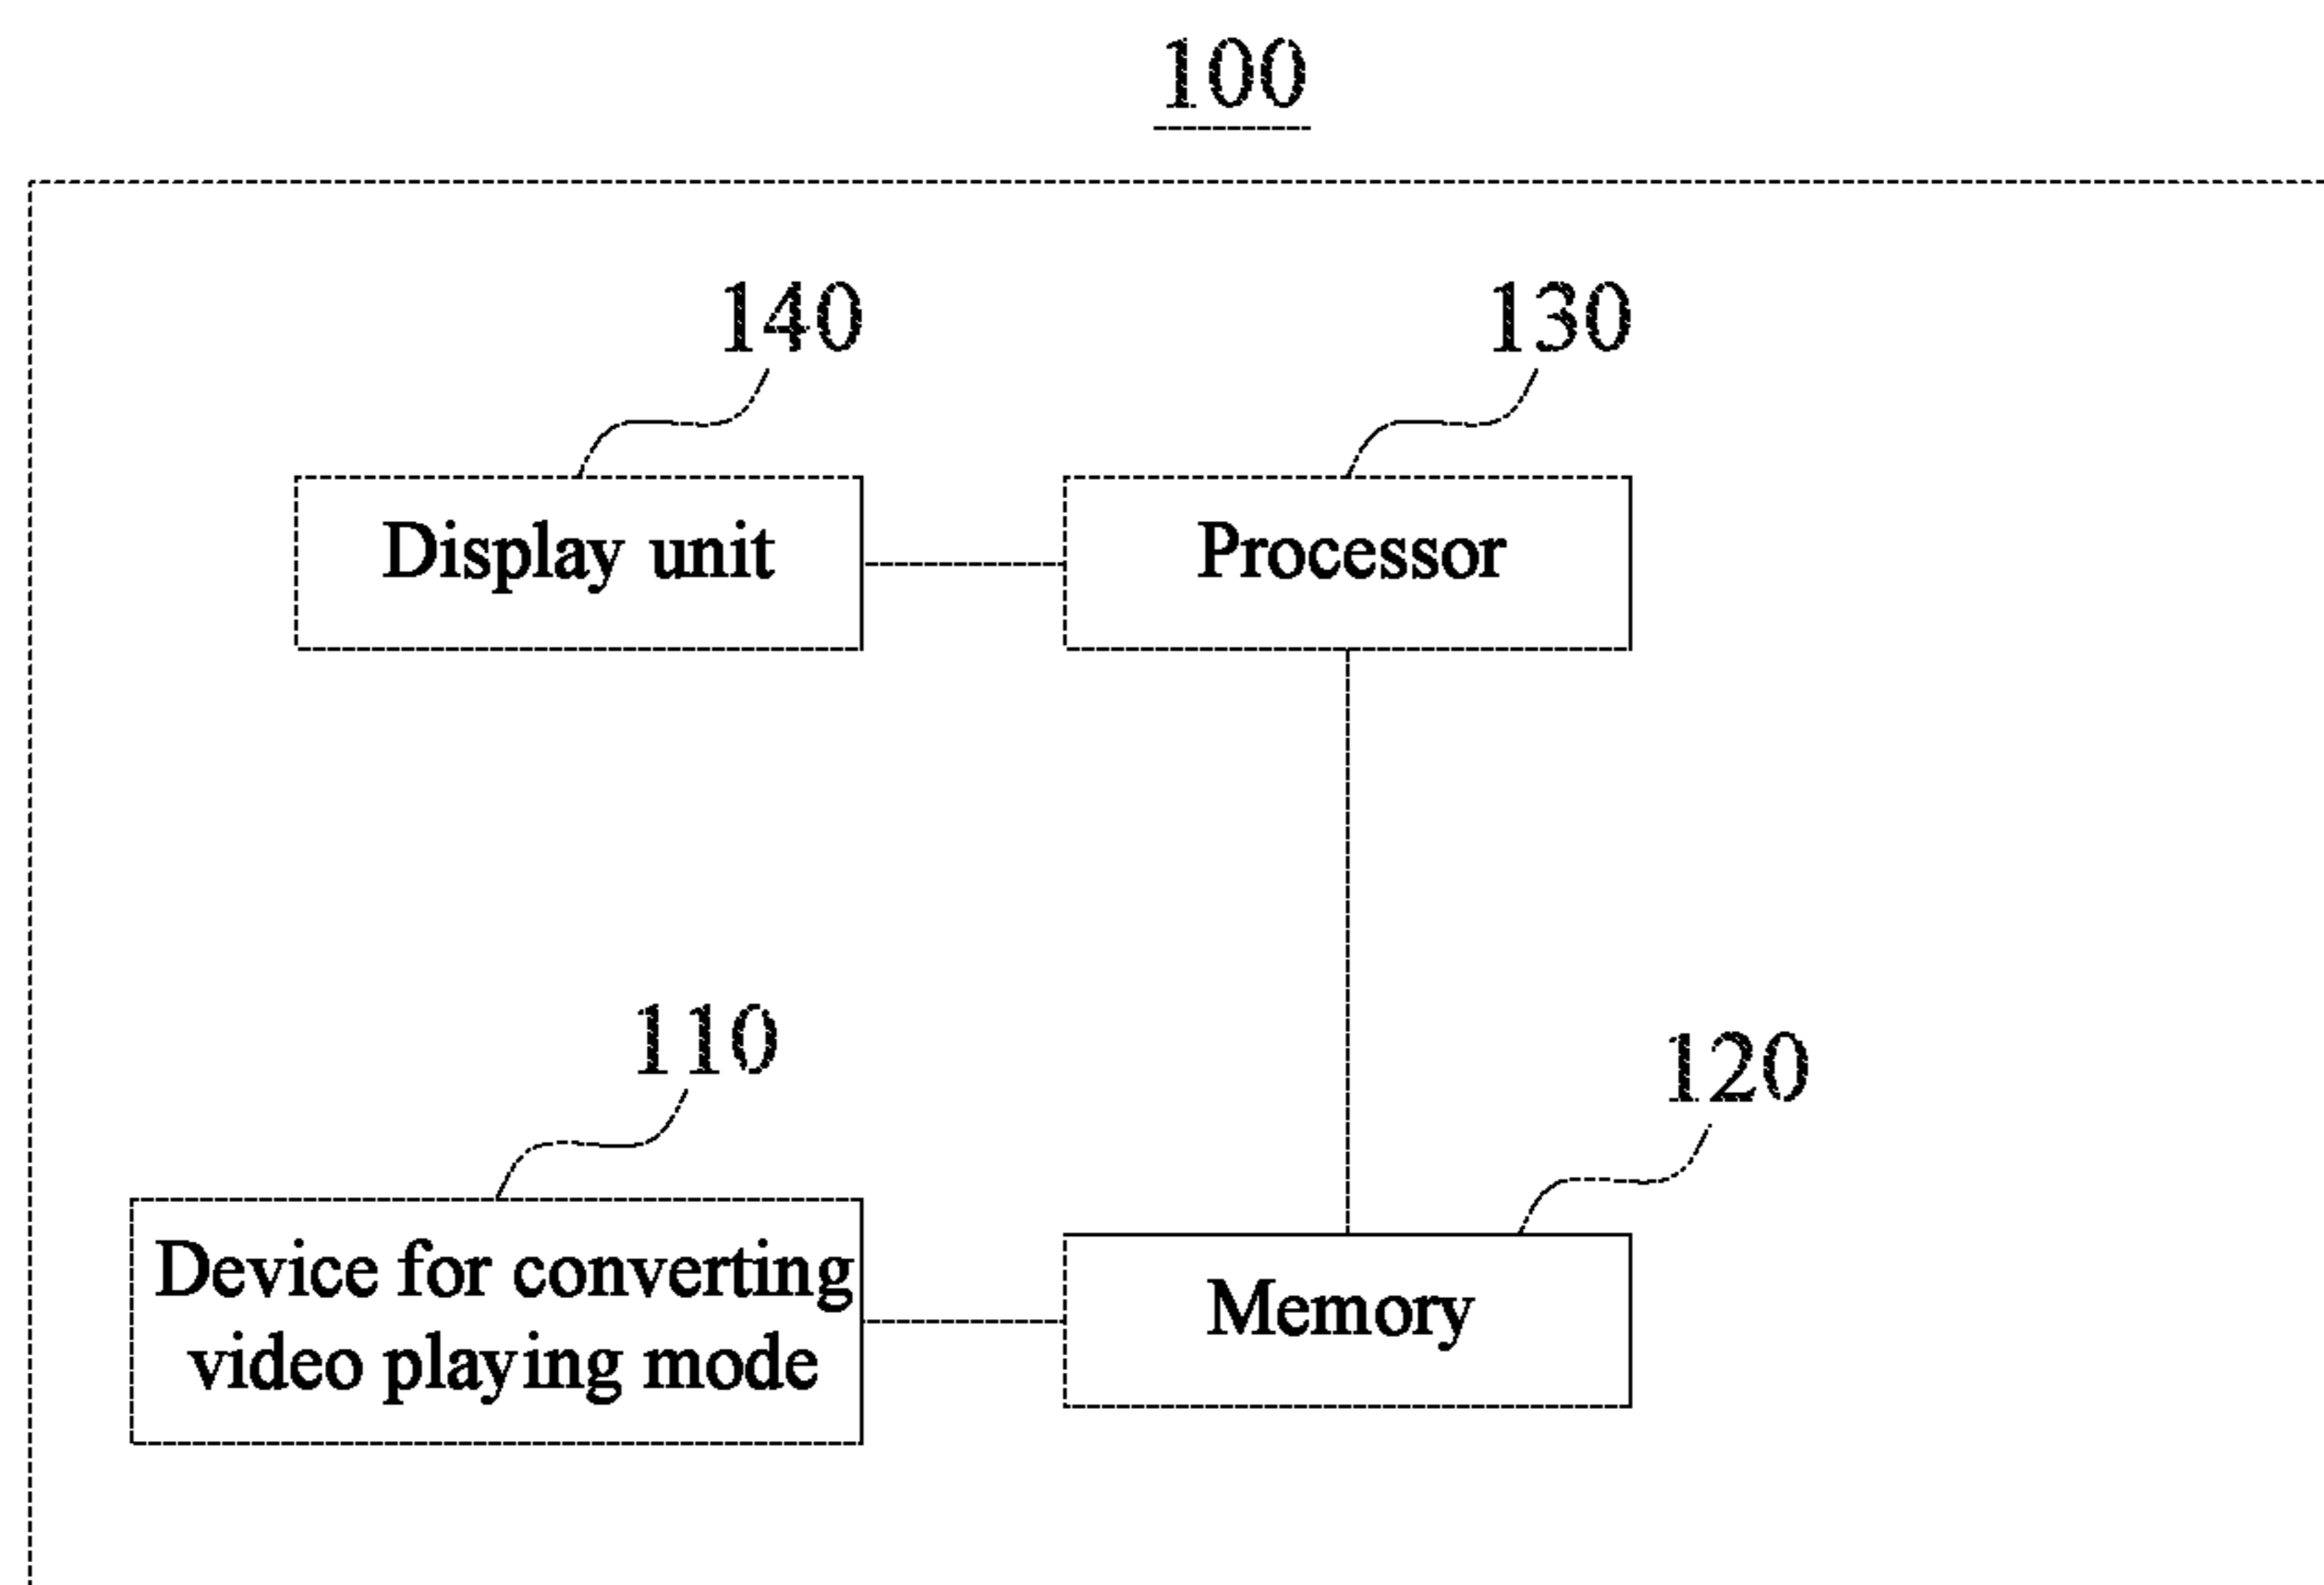 100
140
130
Display unit
Processor
110
120
Device for converting
video playing mode
Memory